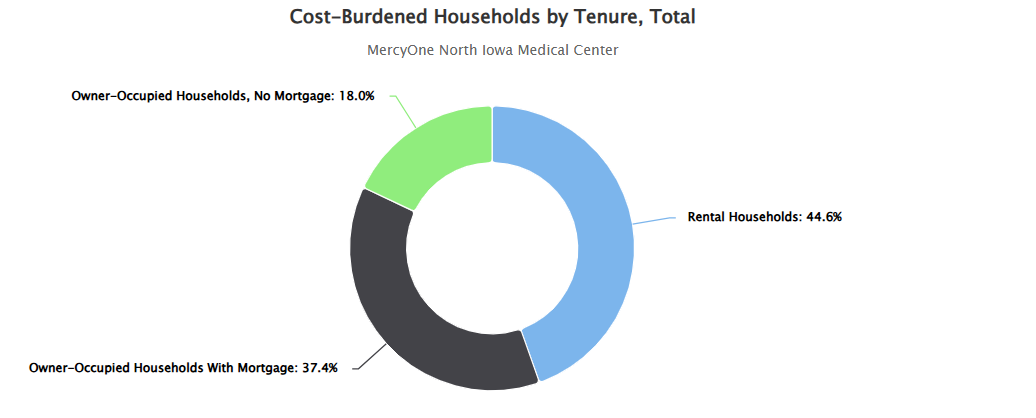 Cost-Burdened Households by Tenure, Total
MercyOne North Iowa Medical Center
Owner-Occupied Households, No Mortgage: 18.0%
Rental Households: 44.6%
Owner-Occupied Households With Mortgage: 37.4%